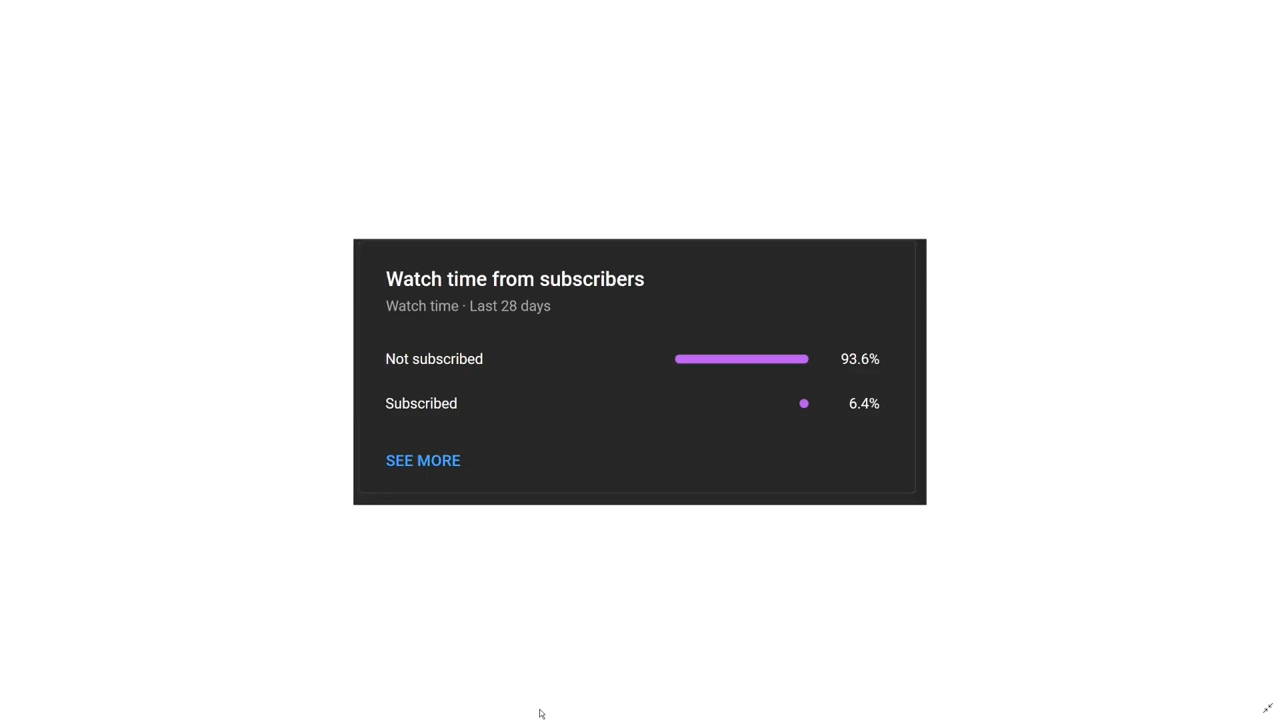 Watch time from subscribers
Watch time · Last 28 days
Not subscribed 93.6%
Subscribed 6.4%
SEE MORE